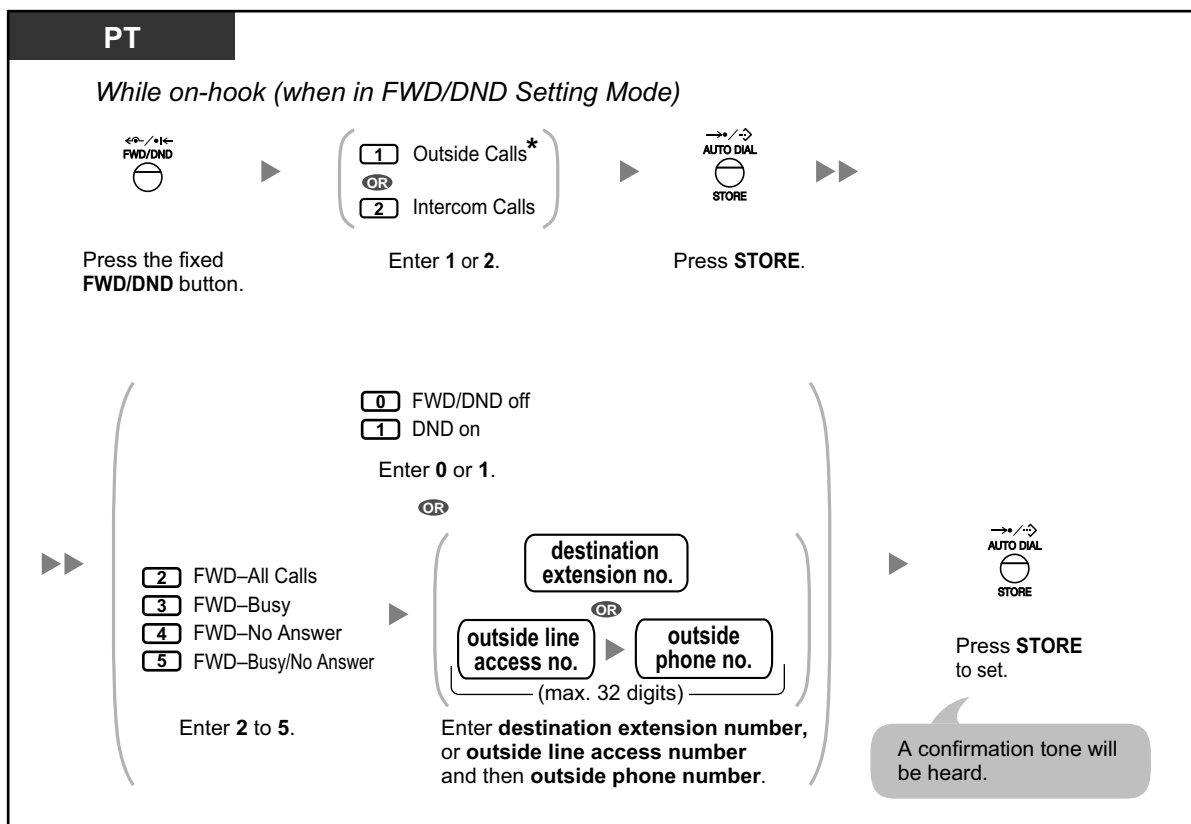 PT
While on-hook (when in FWD/DND Setting Mode)
FWD/DND
1 Outside Calls*
OR
2 Intercom Calls
AUTO DIAL
STORE
Press the fixed
FWD/DND button.
Enter 1 or 2.
Press STORE.
0 FWD/DND off
1 DND on
Enter 0 or 1.
OR
2 FWD–All Calls
3 FWD–Busy
4 FWD–No Answer
5 FWD–Busy/No Answer
Enter 2 to 5.
destination
extension no.
OR
outside line
access no.
outside
phone no.
(max. 32 digits)
Enter destination extension number,
or outside line access number
and then outside phone number.
AUTO DIAL
STORE
Press STORE
to set.
A confirmation tone will
be heard.